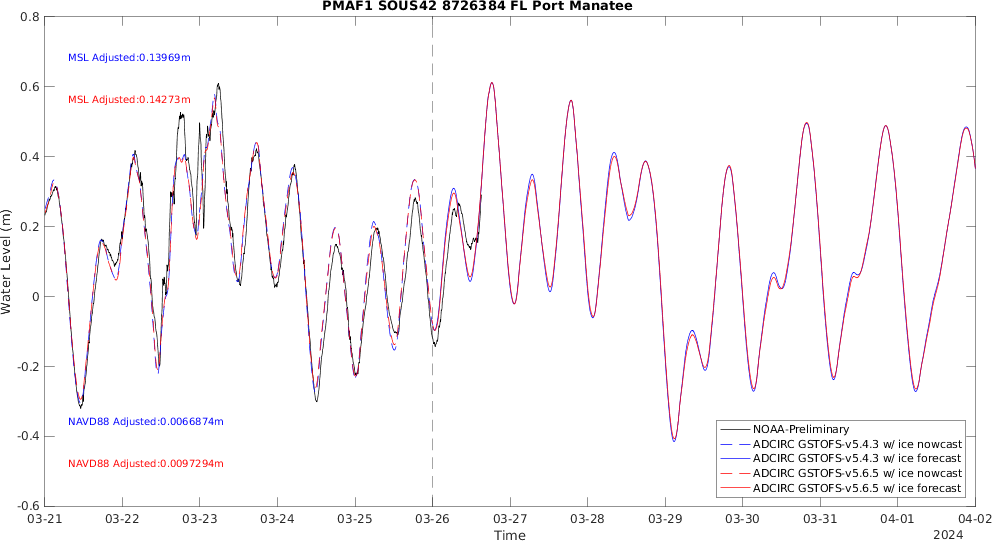 PMAF1 SOUS42 8726384 FL Port Manatee
0.8
0.6
0.4
0.2
0
-0.2
-0.4
-0.6
Water Level (m)
MSL Adjusted:0.13969m
MSL Adjusted:0.14273m
NAVD88 Adjusted:0.0066874m
NAVD88 Adjusted:0.0097294m
NOAA-Preliminary
ADCIRC GSTOFS-v5.4.3 w/ ice nowcast
ADCIRC GSTOFS-v5.4.3 w/ ice forecast
ADCIRC GSTOFS-v5.6.5 w/ ice nowcast
ADCIRC GSTOFS-v5.6.5 w/ ice forecast
03-21 03-22 03-23 03-24 03-25 03-26 03-27 03-28 03-29 03-30 03-31 04-01 04-02
Time
2024